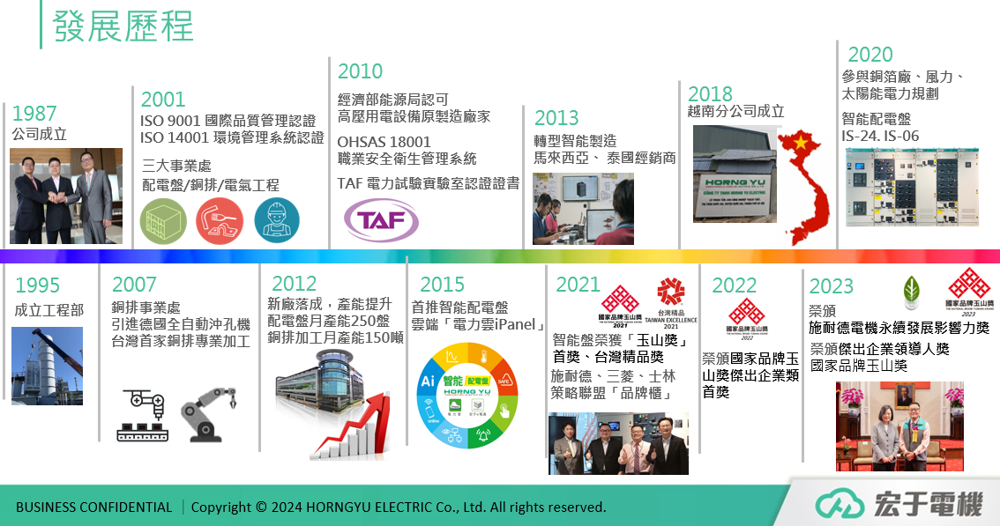 發展歷程
1987
公司成立
2001
ISO 9001 國際品質管理認證
ISO 14001 環境管理系統認證
三大事業處
配電盤/銅排/電氣工程
2010
經濟部能源局認可
高壓用電設備原製造廠家
OHSAS 18001
職業安全衛生管理系統
TAF 電力試驗實驗室認證證書
TAF
2013
轉型智能製造
馬來西亞、 泰國經銷商
2018
越南分公司成立
HORNG YU
CÔNG TY TNHH HORNG YU ELECTRIC
2020
參與銅箔廠、風力、
太陽能電力規劃
智能配電盤
IS-24. IS-06
1995
成立工程部
2007
銅排事業處
引進德國全自動沖孔機
台灣首家銅排專業加工
2012
新廠落成，產能提升
配電盤月產能250盤
銅排加工月產能150噸
2015
首推智能配電盤
雲端「電力雲iPanel」
Ai
SAFE
online
智能 配電盤
HORNG YU
2021
國家品牌玉山獎
2021
台灣精品
TAIWAN EXCELLENCE
2021
智能盤榮獲「玉山獎」
首獎、台灣精品獎
施耐德、三菱、士林
策略聯盟「品牌櫃」
2022
國家品牌玉山獎
2022
榮頒國家品牌玉
山獎傑出企業類
首獎
2023
國家品牌玉山獎
2023
榮頒
施耐德電機永續發展影響力獎
榮頒傑出企業領導人獎
國家品牌玉山獎
BUSINESS CONFIDENTIAL │Copyright © 2024 HORNGYU ELECTRIC Co., Ltd. All rights reserved.
宏于電機